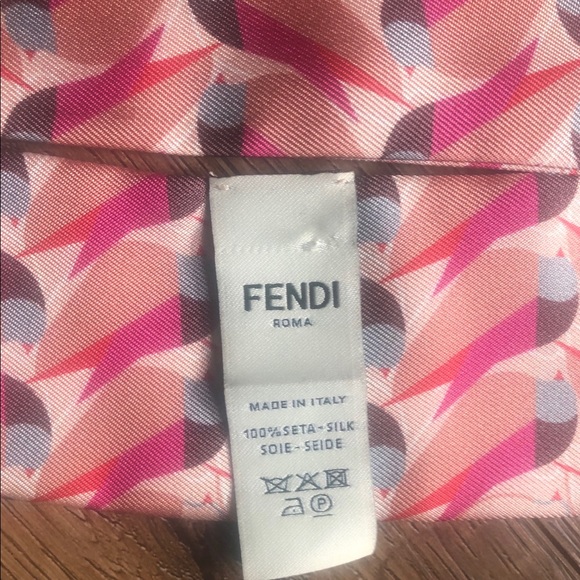 FENDI
ROMA
MADE IN ITALY
100%SETA-SILK
SOIE-SEIDE
P